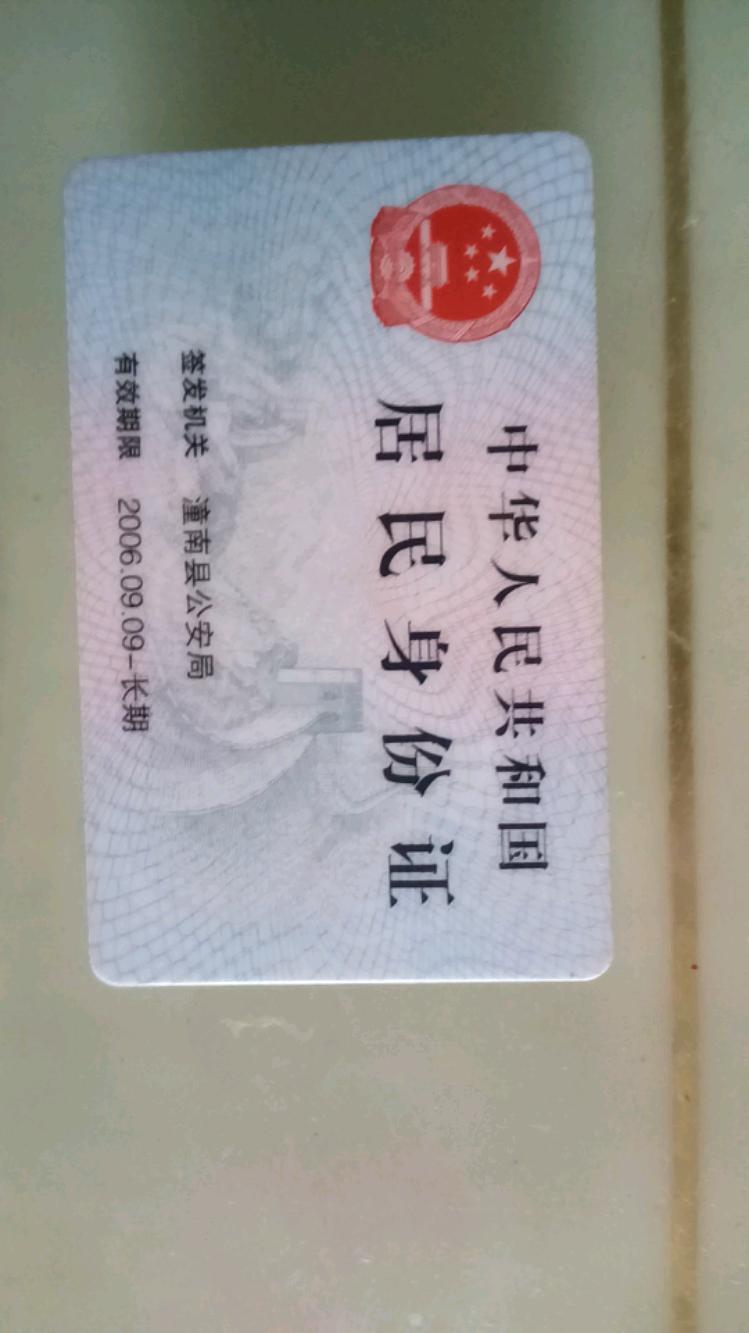 中华人民共和国
居民身份证
签发机关 潼南县公安局
有效期限 2006.09.09-长期